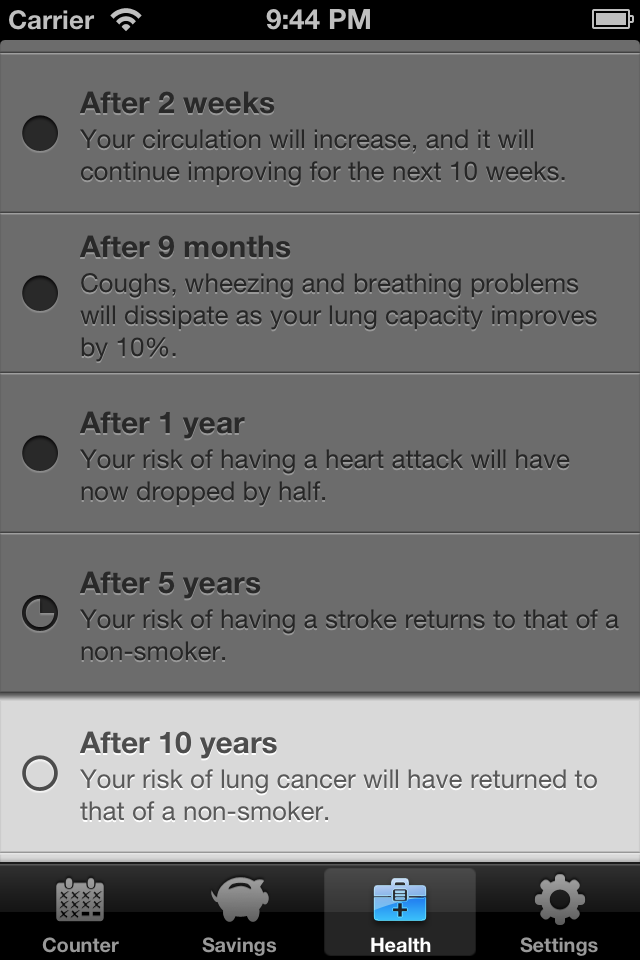 Carrier 9:44 PM
After 2 weeks
Your circulation will increase, and it will
continue improving for the next 10 weeks.
After 9 months
Coughs, wheezing and breathing problems
will dissipate as your lung capacity improves
by 10%.
After 1 year
Your risk of having a heart attack will have
now dropped by half.
After 5 years
Your risk of having a stroke returns to that of a
non-smoker.
After 10 years
Your risk of lung cancer will have returned to
that of a non-smoker.
Counter Savings Health Settings